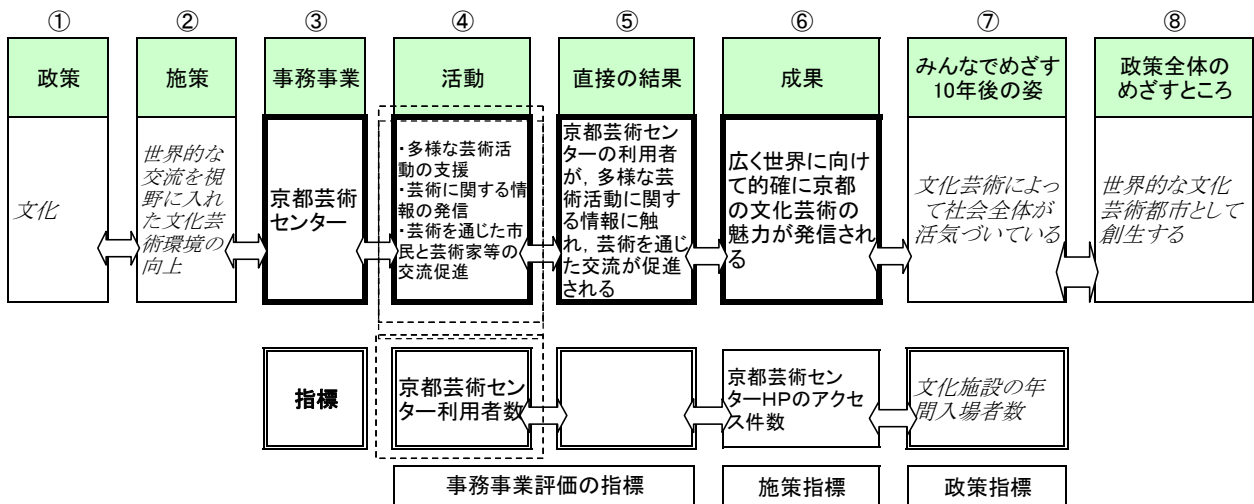 ① ② ③ ④ ⑤ ⑥ ⑦ ⑧
政策
施策
事務事業
活動
直接の結果
成果
みんなでめざす
10年後の姿
政策全体の
めざすところ
文化
世界的な
交流を視
野に入れ
た文化芸
術環境の
向上
京都芸術
センター
・多様な芸術活
動の支援
・芸術に関する情
報の発信
・芸術を通じた市
民と芸術家等の
交流促進
京都芸術セン
ターの利用者
が，多様な芸
術活動に関す
る情報に触
れ，芸術を通じ
た交流が促進
される
広く世界に向け
て的確に京都
の文化芸術の
魅力が発信され
る
文化芸術によっ
て社会全体が
活気づいている
世界的な文化
芸術都市として
創生する
指標
京都芸術セン
ター利用者数
京都芸術セン
ターHPのアクセ
ス件数
文化施設の年
間入場者数
事務事業評価の指標
施策指標
政策指標